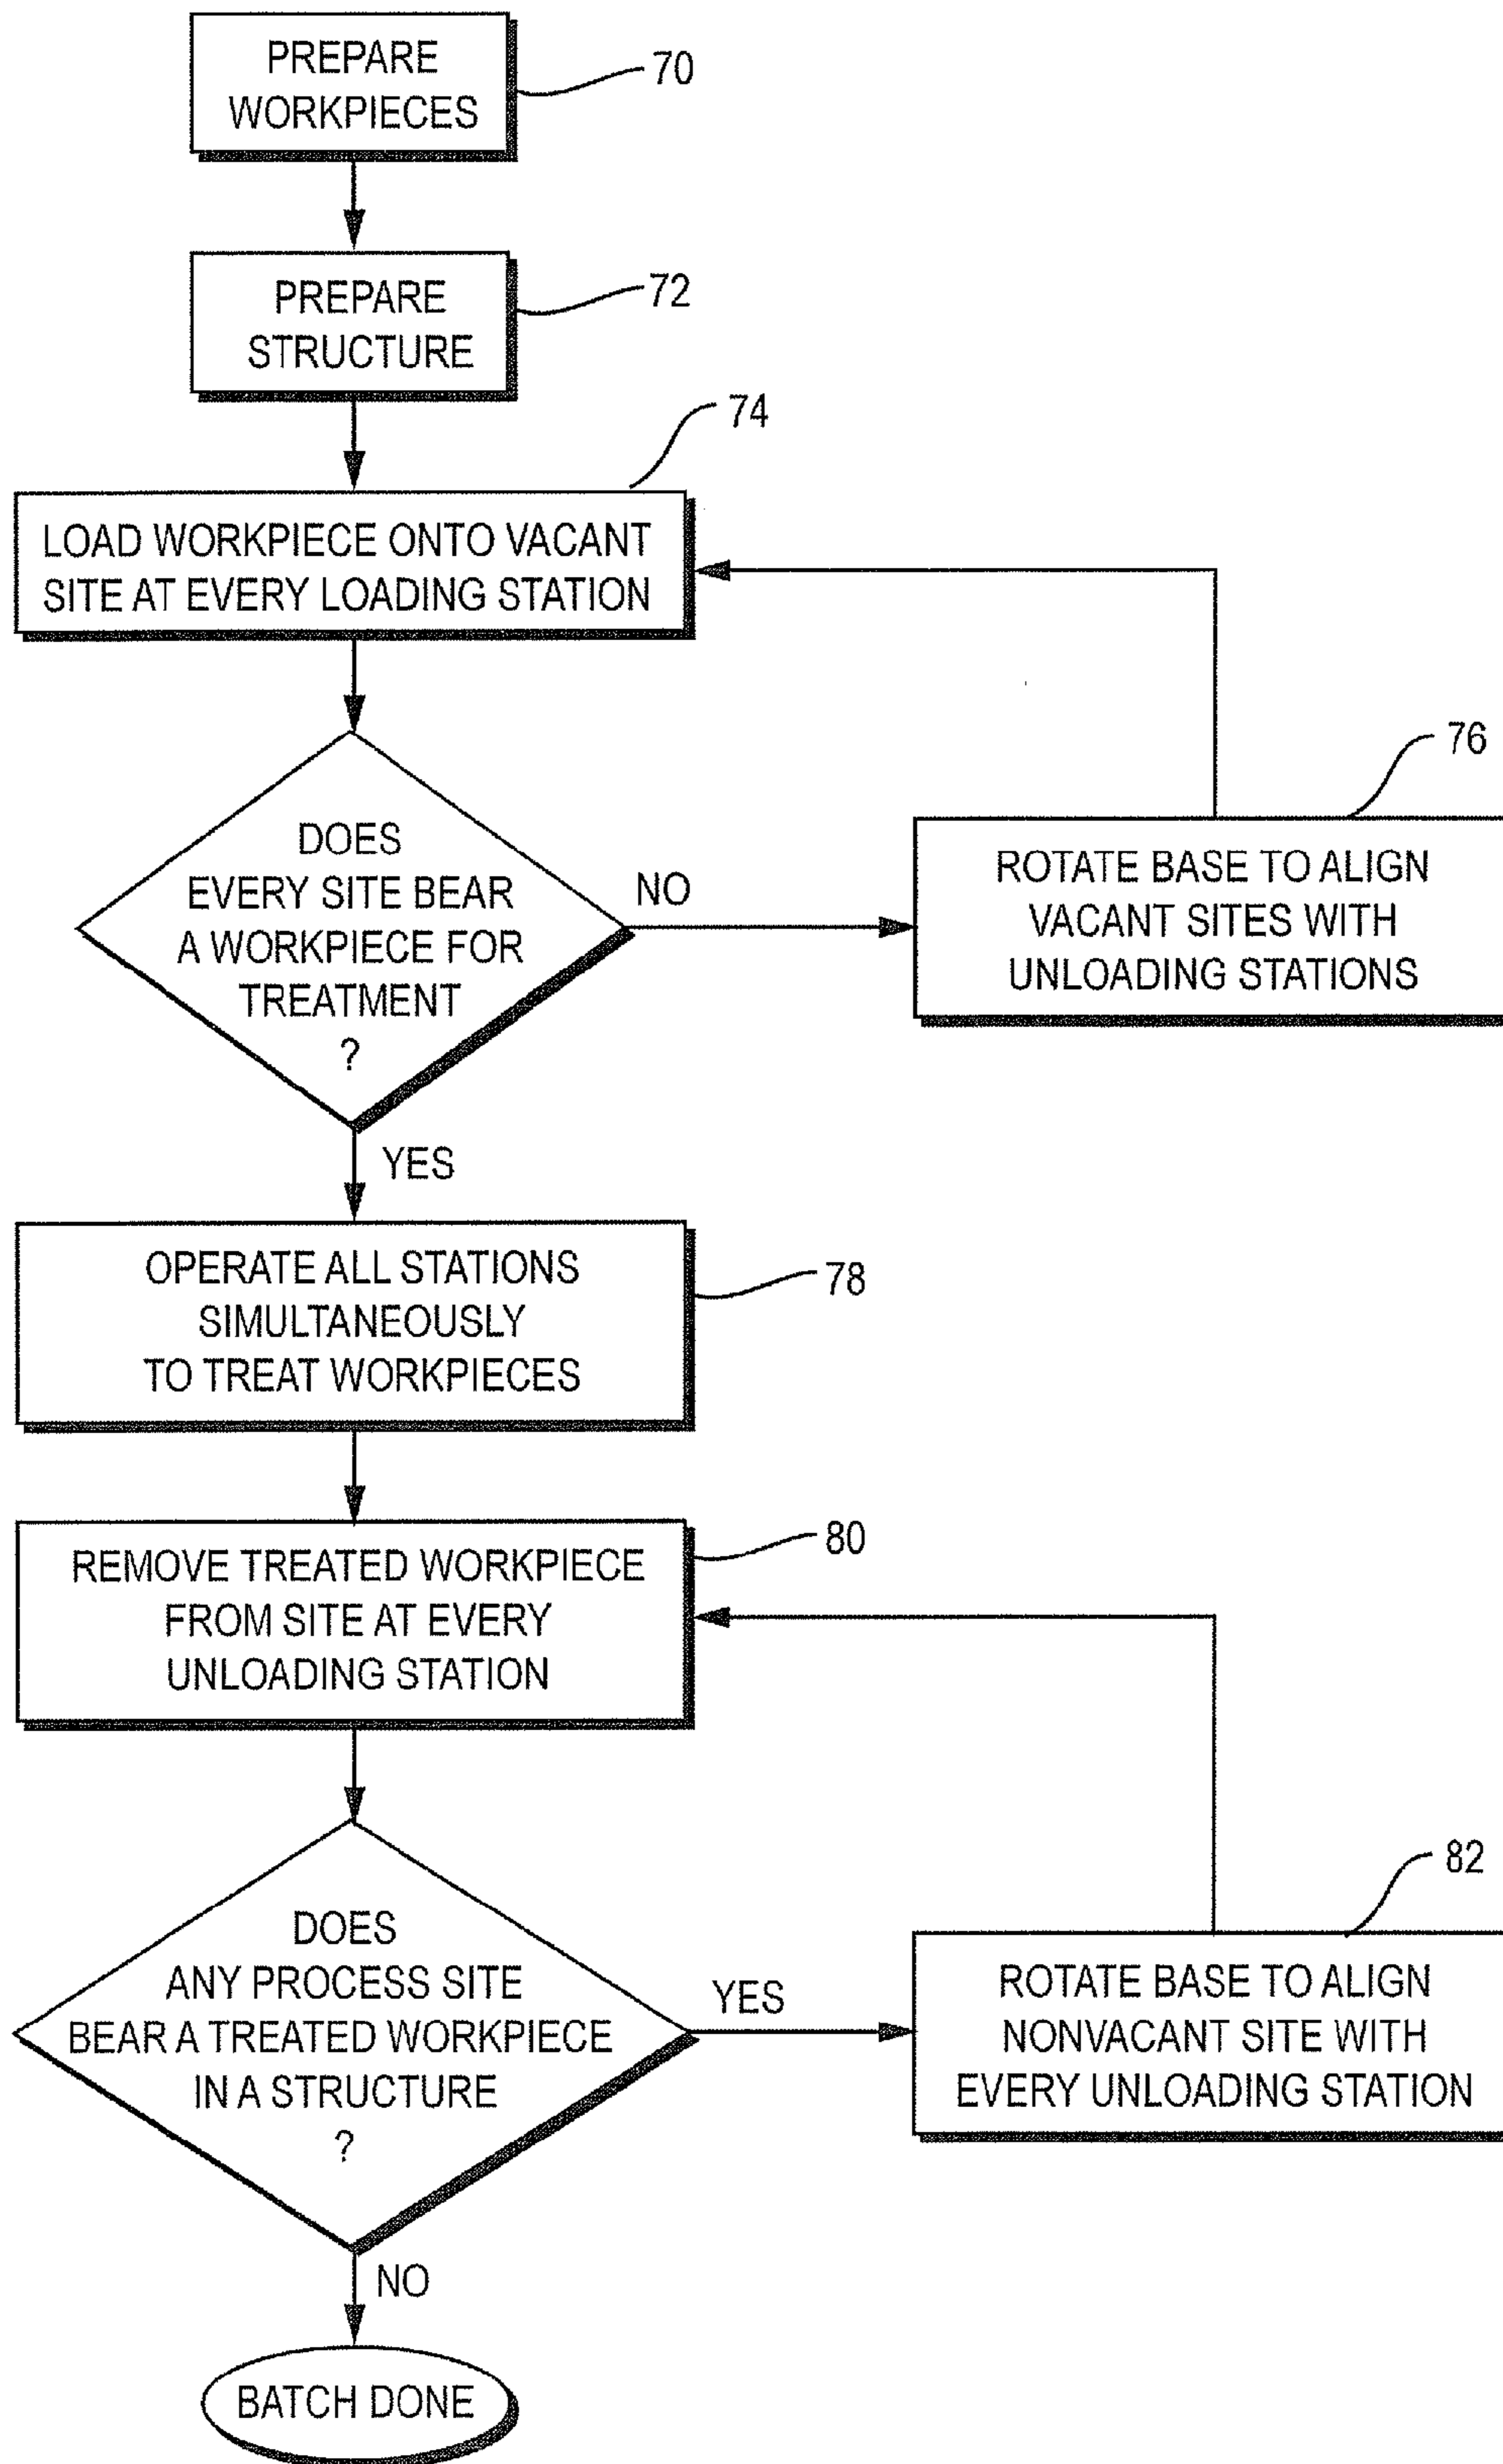 PREPARE
WORKPIECES
70
PREPARE
STRUCTURE
72
74
LOAD WORKPIECE ONTO VACANT
SITE AT EVERY LOADING STATION
76
DOES
EVERY SITE BEAR
A WORKPIECE FOR
TREATMENT
?
NO
ROTATE BASE TO ALIGN
VACANT SITES WITH
UNLOADING STATIONS
YES
OPERATE ALL STATIONS
SIMULTANEOUSLY
TO TREAT WORKPIECES
78
REMOVE TREATED WORKPIECE
FROM SITE AT EVERY
UNLOADING STATION
80
82
DOES
ANY PROCESS SITE
BEAR A TREATED WORKPIECE
IN A STRUCTURE
?
YES
ROTATE BASE TO ALIGN
NONVACANT SITE WITH
EVERY UNLOADING STATION
NO
BATCH DONE